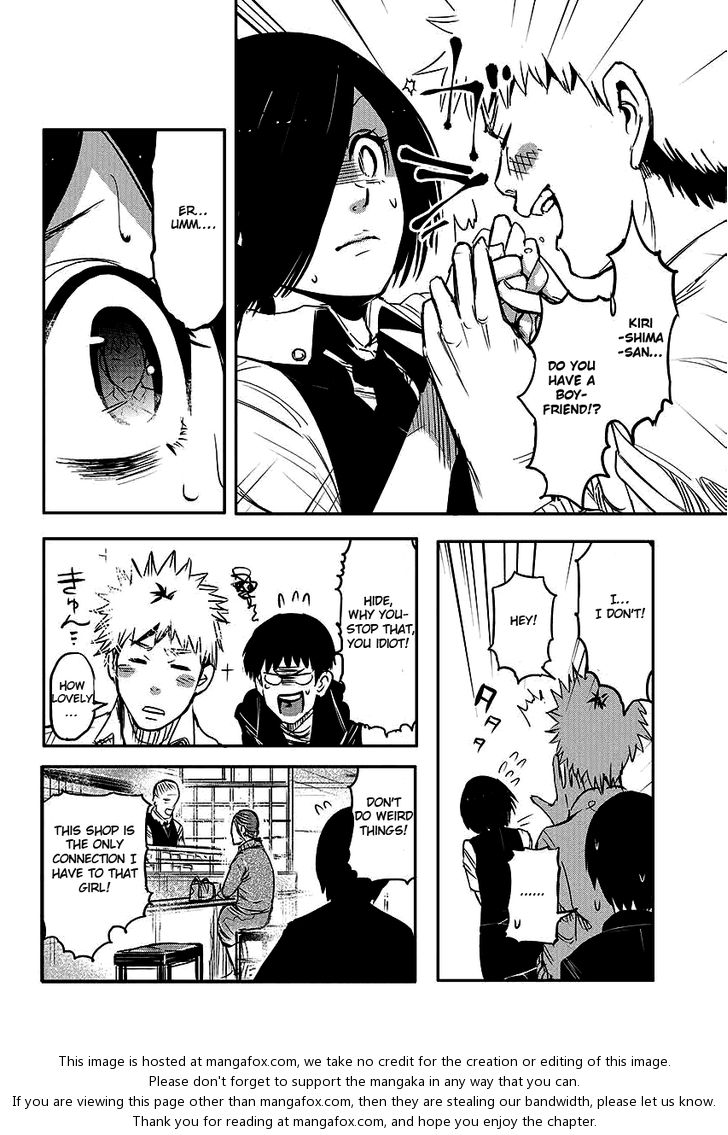 ガ
バ
KIRI
-SHIMA
-SAN...
DO YOU
HAVE A
BOY-
FRIEND!?
ER...
UMM....
I...
I DON'T!
HEY!
タタタ
......
HIDE,
WHY YOU-
STOP THAT,
YOU IDIOT!
きゅん…
HOW
LOVELY
...
DON'T
DO WEIRD
THINGS!
THIS SHOP IS
THE ONLY
CONNECTION I
HAVE TO THAT
GIRL!
This image is hosted at mangafox.com, we take no credit for the creation or editing of this image.
Please don't forget to support the mangaka in any way that you can.
If you are viewing this page other than mangafox.com, then they are stealing our bandwidth, please let us know.
Thank you for reading at mangafox.com, and hope you enjoy the chapter.